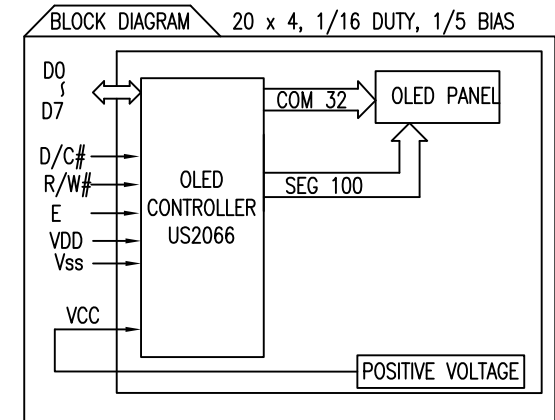 BLOCK DIAGRAM 20 x 4, 1/16 DUTY, 1/5 BIAS
D0
~
D7
D/C#
R/W#
E
VDD
Vss
VCC
OLED
CONTROLLER
US2066
COM 32
SEG 100
OLED PANEL
POSITIVE VOLTAGE